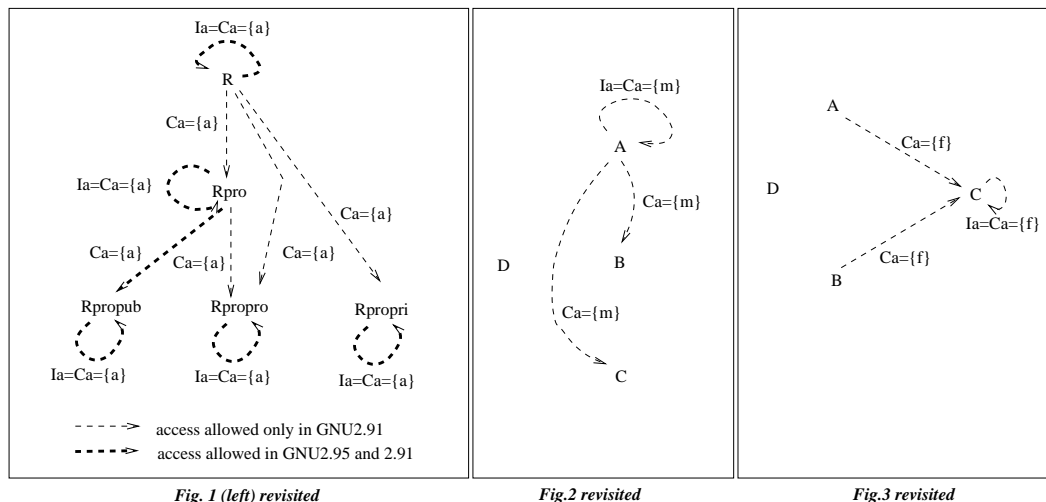 Ia=Ca={a}
R
Ca={a}
Ia=Ca={a}
Rpro
Ca={a}
Ca={a}
Ca={a}
Ca={a}
Rpropub
Rpropro
Rpropri
Ia=Ca={a}
Ia=Ca={a}
Ia=Ca={a}
access allowed only in GNU2.91
access allowed in GNU2.95 and 2.91
Fig. 1 (left) revisited
Ia=Ca={m}
A
Ca={m}
B
D
Ca={m}
C
Fig.2 revisited
A
Ca={f}
D
C
Ia=Ca={f}
Ca={f}
B
Fig.3 revisited